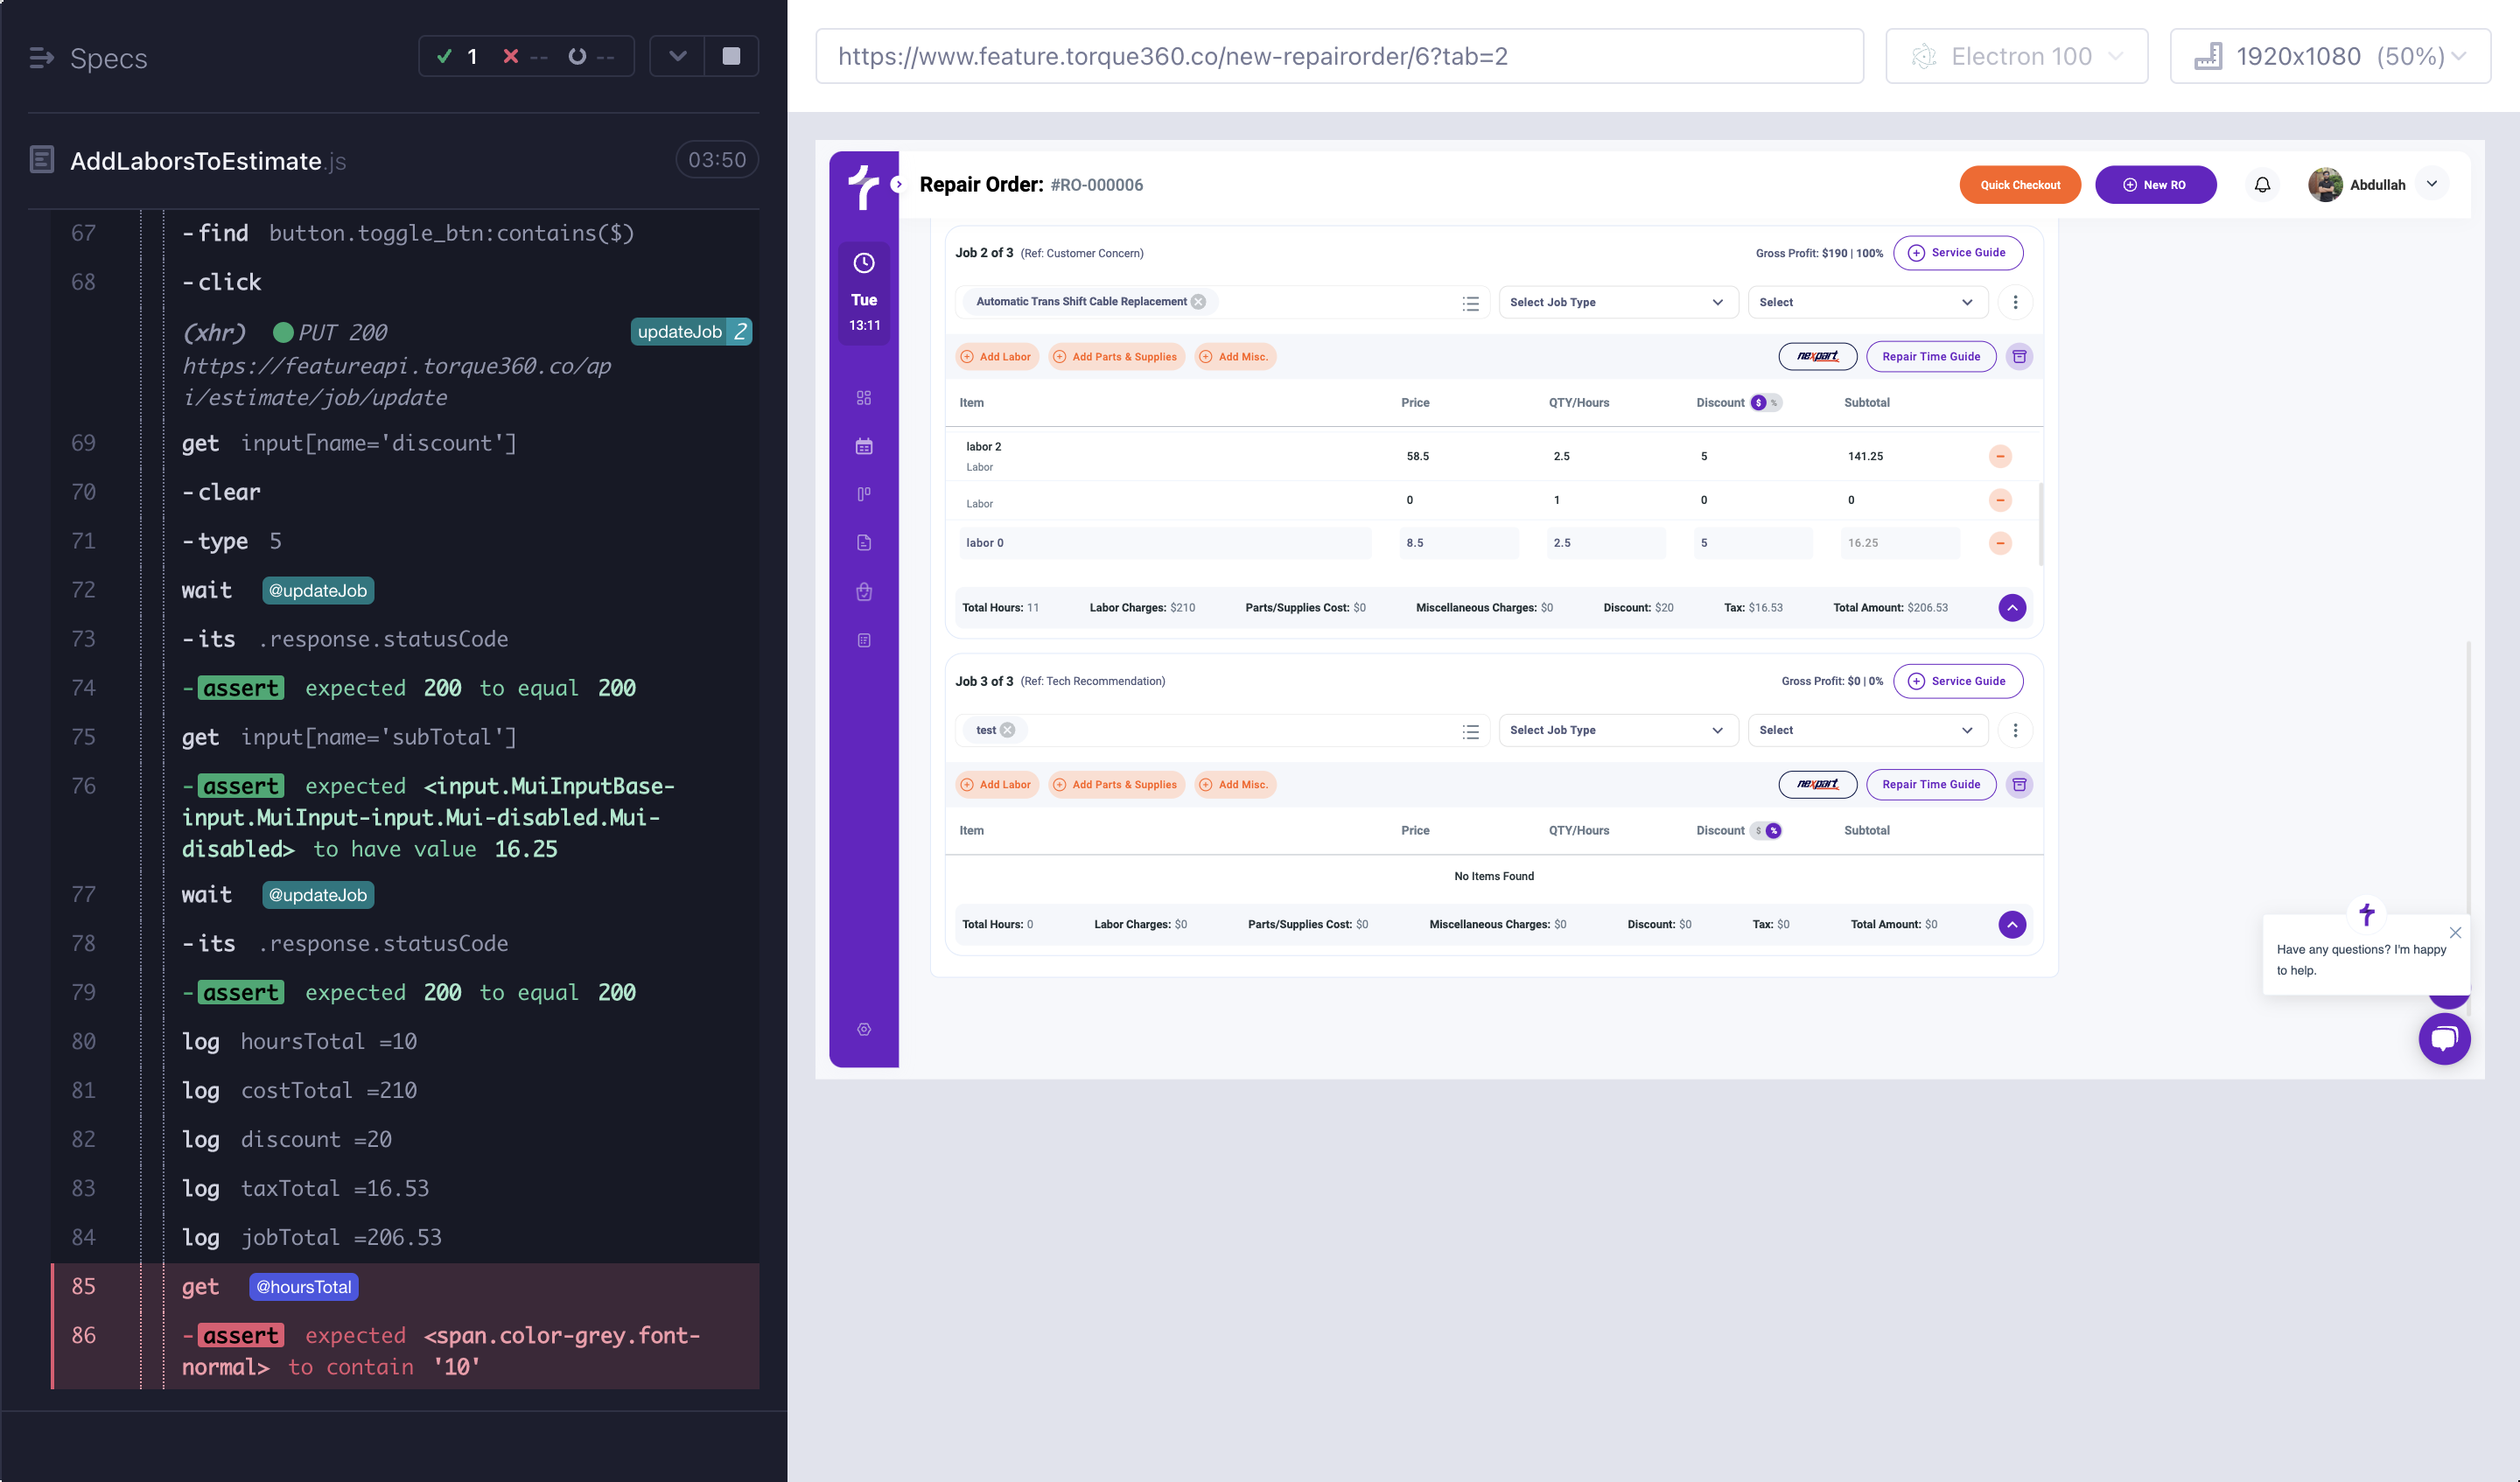 Specs
1
--
--
AddLaborsToEstimate.js
03:50
67 -find button.toggle_btn:contains($)
68 -click
(xhr) PUT 200
https://featureapi.torque360.co/ap
i/estimate/job/update
updateJob 2
69 get input[name='discount']
70 -clear
71 -type 5
72 wait @updateJob
73 -its .response.statusCode
74 -assert expected 200 to equal 200
75 get input[name='subTotal']
76 -assert expected <input.MuiInputBase-
input.MuiInput-input.Mui-disabled.Mui-
disabled> to have value 16.25
77 wait @updateJob
78 -its .response.statusCode
79 -assert expected 200 to equal 200
80 log hoursTotal =10
81 log costTotal =210
82 log discount =20
83 log taxTotal =16.53
84 log jobTotal =206.53
85 get @hoursTotal
86 -assert expected <span.color-grey.font-
normal> to contain '10'
https://www.feature.torque360.co/new-repairorder/6?tab=2
Electron 100
1920x1080 (50%)
Repair Order: #RO-000006
Quick Checkout
New RO
Abdullah
Tue
13:11
Job 2 of 3 (Ref: Customer Concern)
Gross Profit: $190 | 100%
Service Guide
Automatic Trans Shift Cable Replacement
Select Job Type
Select
Add Labor
Add Parts & Supplies
Add Misc.
nexpart
Repair Time Guide
Item Price QTY/Hours Discount $ % Subtotal
labor 2
Labor
58.5 2.5 5 141.25
Labor
0 1 0 0
labor 0 8.5 2.5 5 16.25
Total Hours: 11 Labor Charges: $210 Parts/Supplies Cost: $0 Miscellaneous Charges: $0 Discount: $20 Tax: $16.53 Total Amount: $206.53
Job 3 of 3 (Ref: Tech Recommendation)
Gross Profit: $0 | 0%
Service Guide
test
Select Job Type
Select
Add Labor
Add Parts & Supplies
Add Misc.
nexpart
Repair Time Guide
Item Price QTY/Hours Discount $ % Subtotal
No Items Found
Total Hours: 0 Labor Charges: $0 Parts/Supplies Cost: $0 Miscellaneous Charges: $0 Discount: $0 Tax: $0 Total Amount: $0
Have any questions? I'm happy
to help.